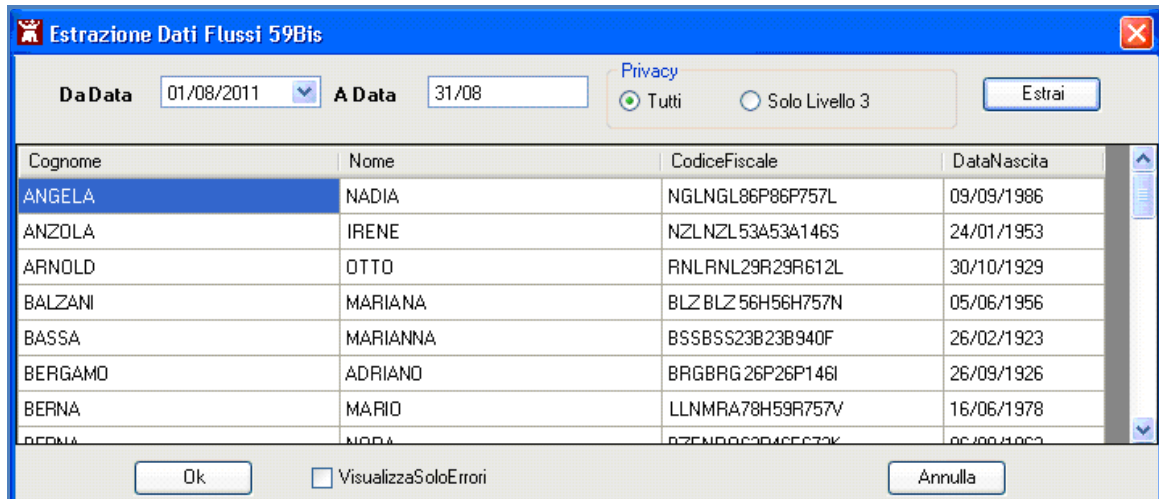 Estrazione Dati Flussi 59Bis
Da Data 01/08/2011 A Data 31/08 Privacy Tutti Solo Livello 3 Estrai
Cognome Nome CodiceFiscale DataNascita
ANGELA NADIA NGLNGL86P86P757L 09/09/1986
ANZOLA IRENE NZLNZL53A53A146S 24/01/1953
ARNOLD OTTO RNLRNL29R29R612L 30/10/1929
BALZANI MARIANA BLZBLZ56H56H757N 05/06/1956
BASSA MARIANNA BSSBSS23B23B940F 26/02/1923
BERGAMO ADRIANO BRGBRG26P26P146I 26/09/1926
BERNA MARIO LLNMRA78H59R757V 16/06/1978
BERNA NORA
Ok VisualizzaSoloErrori Annulla